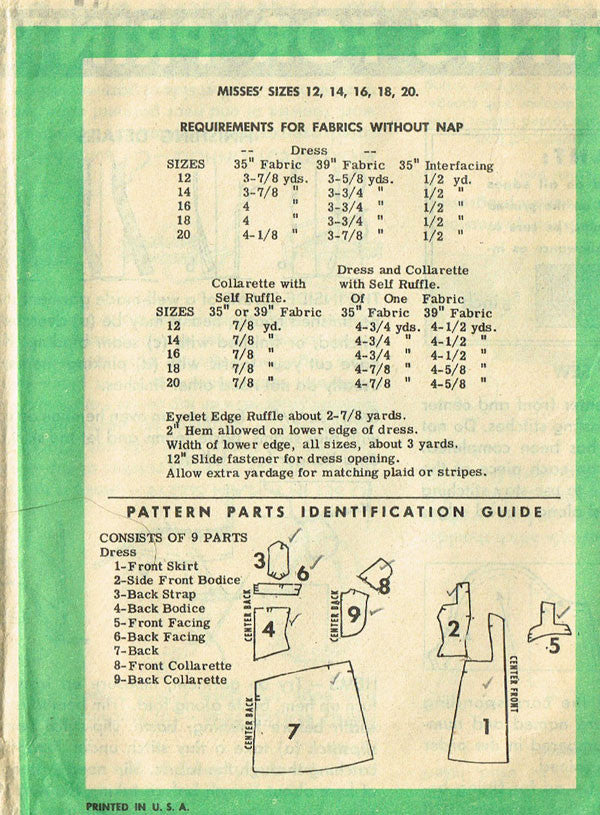 MISSES' SIZES 12, 14, 16, 18, 20.
REQUIREMENTS FOR FABRICS WITHOUT NAP
-- Dress --
SIZES 35" Fabric 39" Fabric 35" Interfacing
12 3-7/8 yds. 3-5/8 yds. 1/2 yd.
14 3-7/8 " 3-3/4 " 1/2 "
16 4 " 3-3/4 " 1/2 "
18 4 " 3-3/4 " 1/2 "
20 4-1/8 " 3-7/8 " 1/2 "
Dress and Collarette
Collarette with with Self Ruffle.
Self Ruffle. Of One Fabric
SIZES 35" or 39" Fabric 35" Fabric 39" Fabric
12 7/8 yd. 4-3/4 yds. 4-1/2 yds.
14 7/8 " 4-3/4 " 4-1/2 "
16 7/8 " 4-3/4 " 4-1/2 "
18 7/8 " 4-7/8 " 4-5/8 "
20 7/8 " 4-7/8 " 4-5/8 "
Eyelet Edge Ruffle about 2-7/8 yards.
2" Hem allowed on lower edge of dress.
Width of lower edge, all sizes, about 3 yards.
12" Slide fastener for dress opening.
Allow extra yardage for matching plaid or stripes.
PATTERN PARTS IDENTIFICATION GUIDE
CONSISTS OF 9 PARTS
Dress
1-Front Skirt
2-Side Front Bodice
3-Back Strap
4-Back Bodice
5-Front Facing
6-Back Facing
7-Back
8-Front Collarette
9-Back Collarette
3
6
8
CENTER BACK
4
CENTER BACK
9
2
5
CENTER BACK
7
1
CENTER FRONT
PRINTED IN U. S. A.